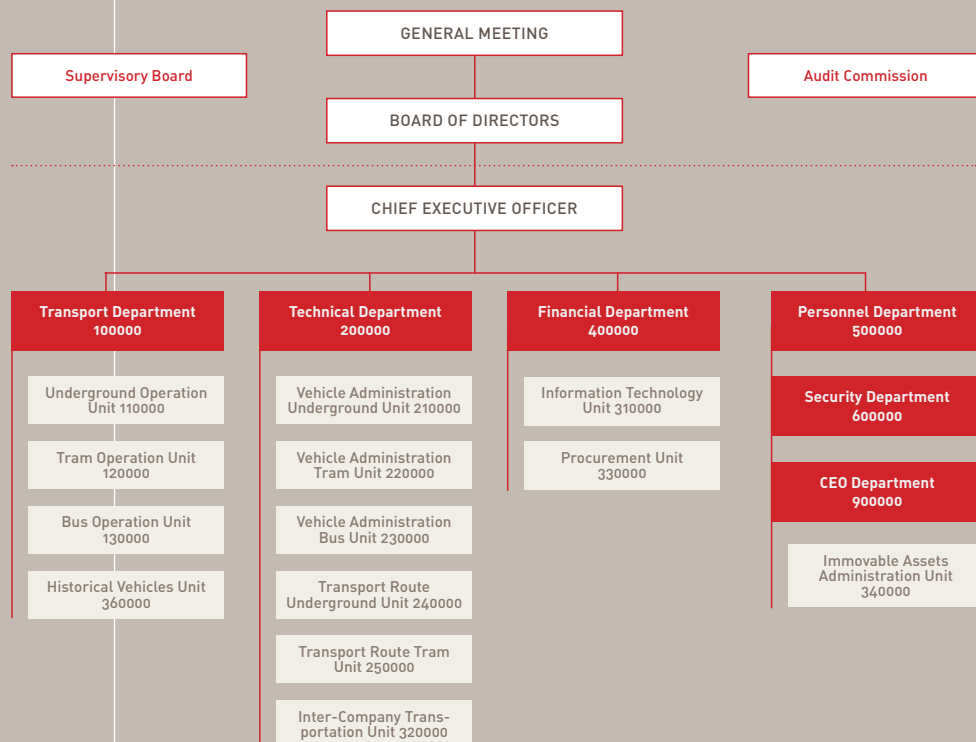 GENERAL MEETING
Supervisory Board
Audit Commission
BOARD OF DIRECTORS
CHIEF EXECUTIVE OFFICER
Transport Department
100000
Underground Operation
Unit 110000
Tram Operation Unit
120000
Bus Operation Unit
130000
Historical Vehicles Unit
360000
Technical Department
200000
Vehicle Administration
Underground Unit 210000
Vehicle Administration
Tram Unit 220000
Vehicle Administration
Bus Unit 230000
Transport Route
Underground Unit 240000
Transport Route Tram
Unit 250000
Inter-Company Trans-
portation Unit 320000
Financial Department
400000
Information Technology
Unit 310000
Procurement Unit
330000
Personnel Department
500000
Security Department
600000
CEO Department
900000
Immovable Assets
Administration Unit
340000